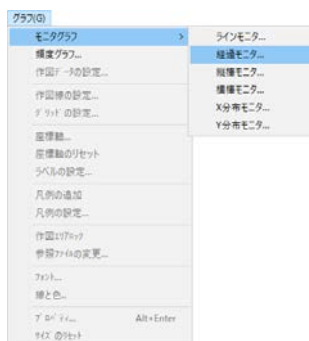 グラフ(G)
モニタグラフ >
頻度グラフ...
作図データの設定...
作図線の設定...
グリッドの設定...
座標軸...
座標軸のリセット
ラベルの設定...
凡例の追加
凡例の設定...
作図エリアロック
参照ファイルの変更...
フォント...
線と色...
プロパティ... Alt+Enter
サイズのリセット
ラインモニタ...
経過モニタ...
縦横モニタ...
横横モニタ...
X分布モニタ...
Y分布モニタ...